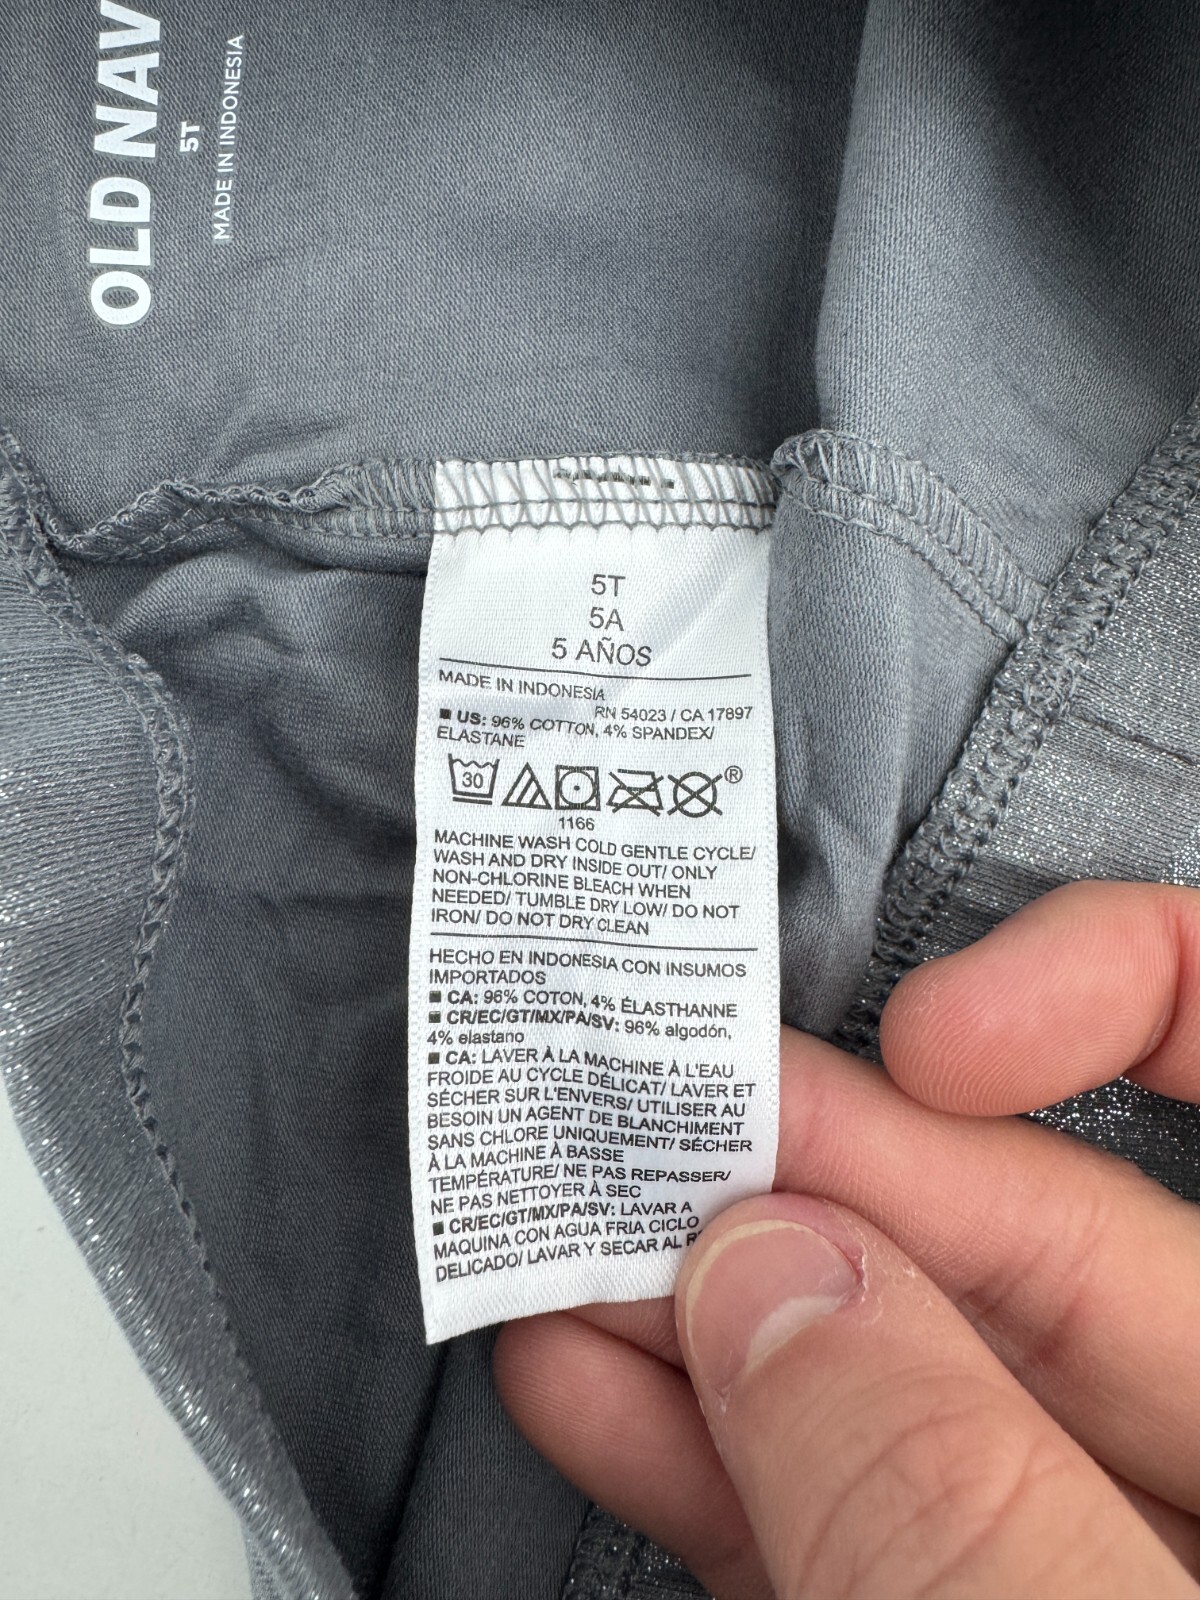 OLD NAV
5T
MADE IN INDONESIA
5T
5A
5 AÑOS
MADE IN INDONESIA
RN 54023 / CA 17897
■ US: 96% COTTON, 4% SPANDEX/
ELASTANE
30
®
1166
MACHINE WASH COLD GENTLE CYCLE/
WASH AND DRY INSIDE OUT/ ONLY
NON-CHLORINE BLEACH WHEN
NEEDED/ TUMBLE DRY LOW/ DO NOT
IRON/ DO NOT DRY CLEAN
HECHO EN INDONESIA CON INSUMOS
IMPORTADOS
■ CA: 96% COTON, 4% ÉLASTHANNE
■ CR/EC/GT/MX/PA/SV: 96% algodón,
4% elastano
■ CA: LAVER À LA MACHINE À L'EAU
FROIDE AU CYCLE DÉLICAT/ LAVER ET
SÉCHER SUR L'ENVERS/ UTILISER AU
BESOIN UN AGENT DE BLANCHIMENT
SANS CHLORE UNIQUEMENT/ SÉCHER
À LA MACHINE À BASSE
TEMPÉRATURE/ NE PAS REPASSER/
NE PAS NETTOYER À SEC
■ CR/EC/GT/MX/PA/SV: LAVAR A
MAQUINA CON AGUA FRIA CICLO
DELICADO/ LAVAR Y SECAR AL